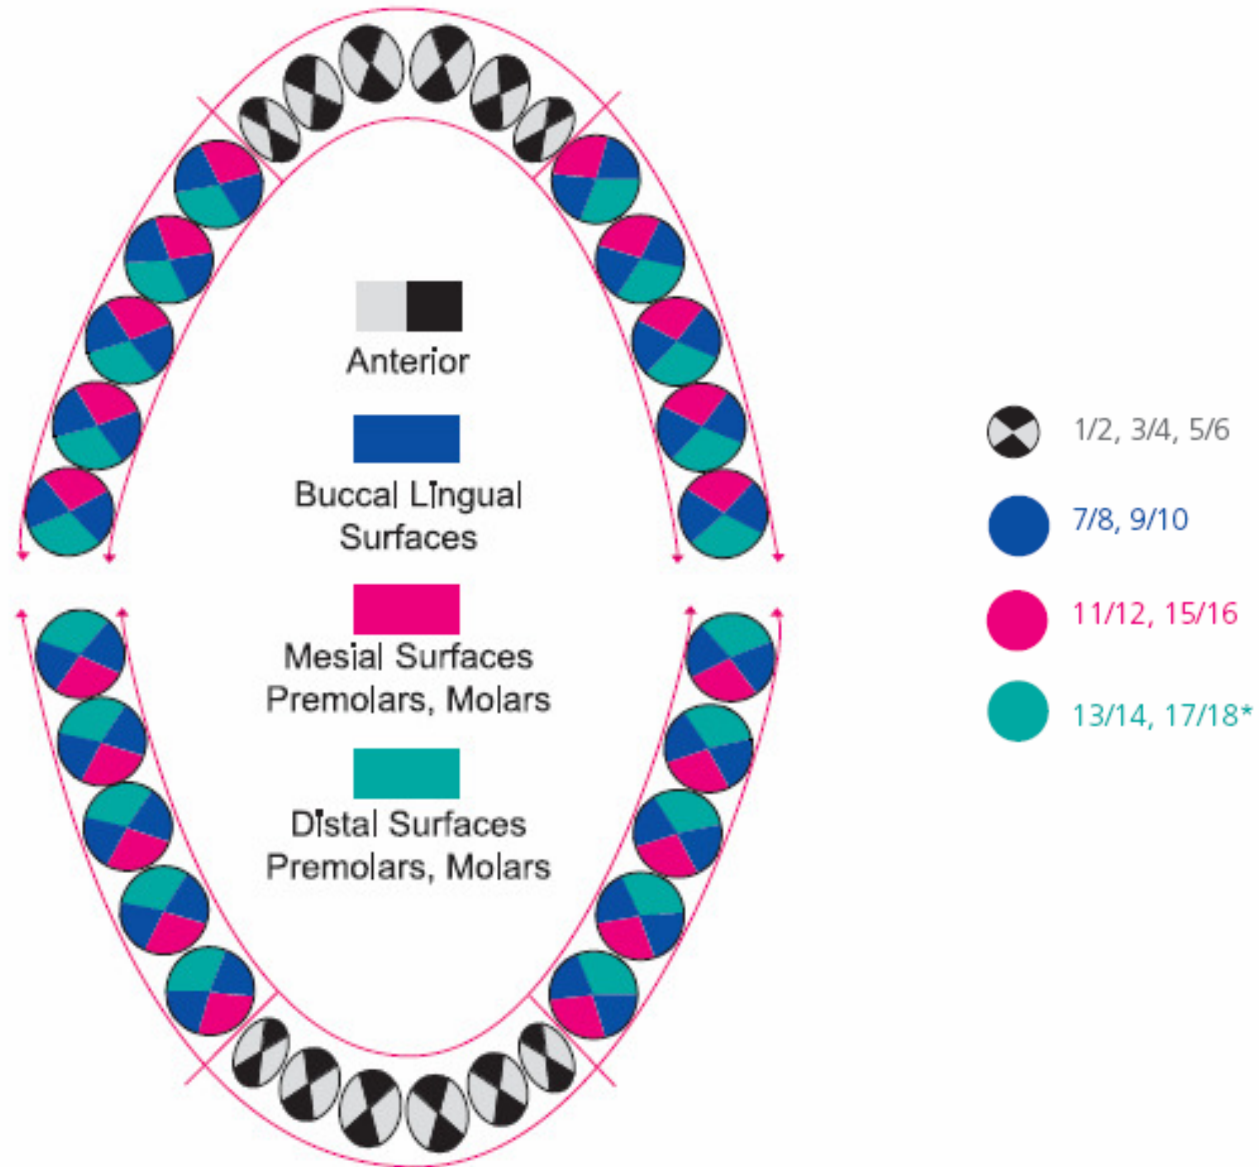 Anterior
Buccal Lingual
Surfaces
Mesial Surfaces
Premolars, Molars
Distal Surfaces
Premolars, Molars
1/2, 3/4, 5/6
7/8, 9/10
11/12, 15/16
13/14, 17/18*